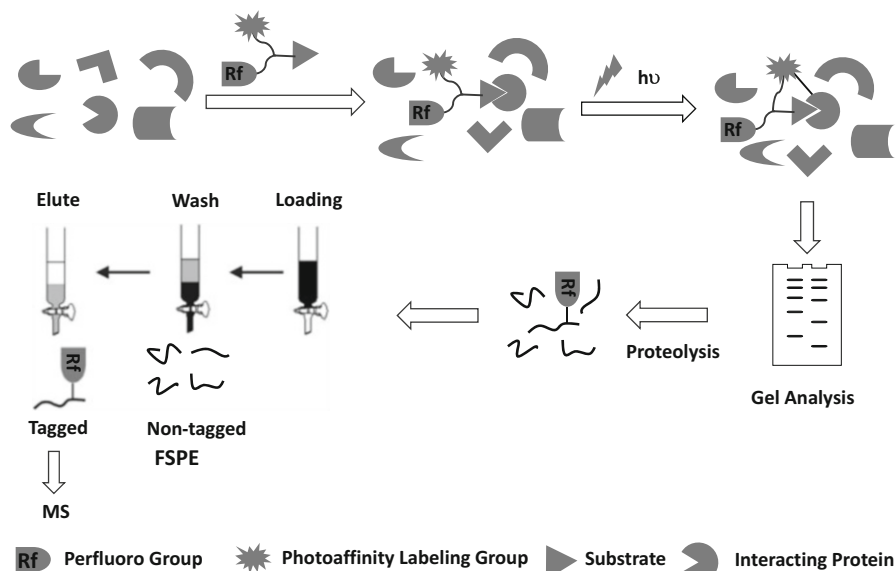 Rf
Rf
hυ
Rf
Elute
Wash
Loading
Rf
Proteolysis
Gel Analysis
Rf
Tagged
Non-tagged
FSPE
MS
Rf Perfluoro Group
Photoaffinity Labeling Group
Substrate
Interacting Protein